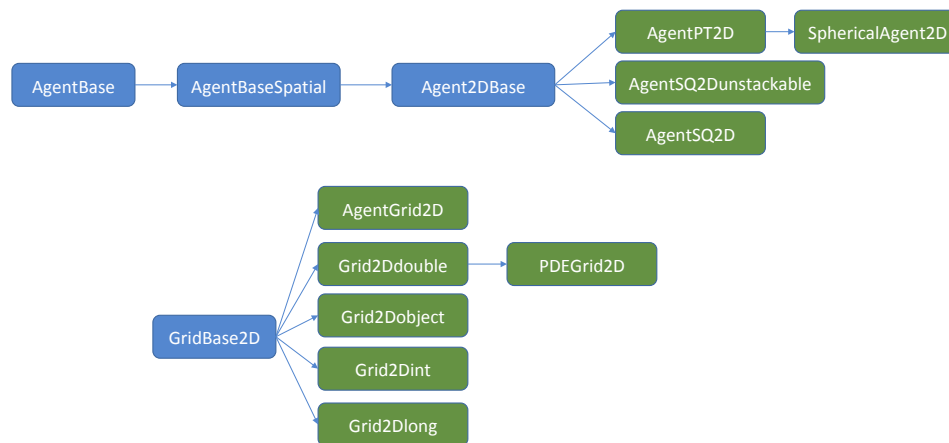 AgentPT2D
SphericalAgent2D
AgentBase
AgentBaseSpatial
Agent2DBase
AgentSQ2Dunstackable
AgentSQ2D
AgentGrid2D
Grid2Ddouble
PDEGrid2D
Grid2Dobject
GridBase2D
Grid2Dint
Grid2Dlong